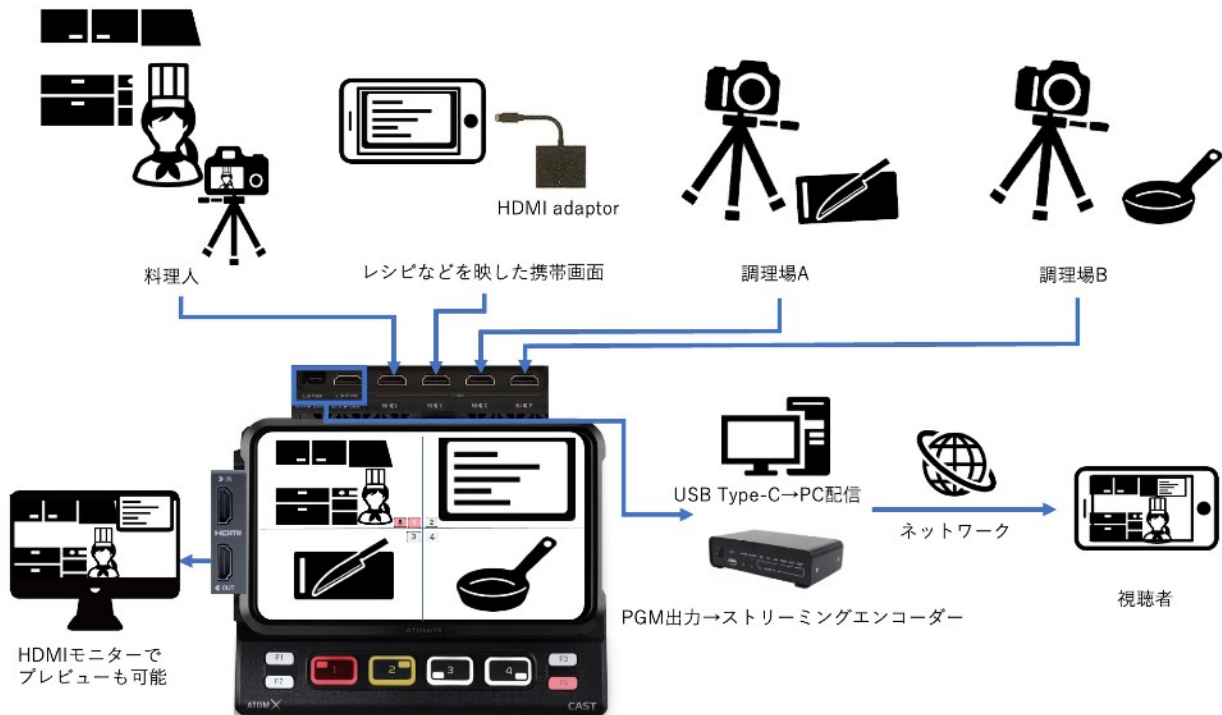 HDMI adaptor
料理人
レシピなどを映した携帯画面
調理場A
調理場B
IN
HDMI
OUT
1
2
3
4
USB Type-C→PC配信
ネットワーク
PGM出力→ストリーミングエンコーダー
視聴者
HDMIモニターで
プレビューも可能
ATOMOS
F1
F2
1
2
3
4
F3
ATOMX
CAST